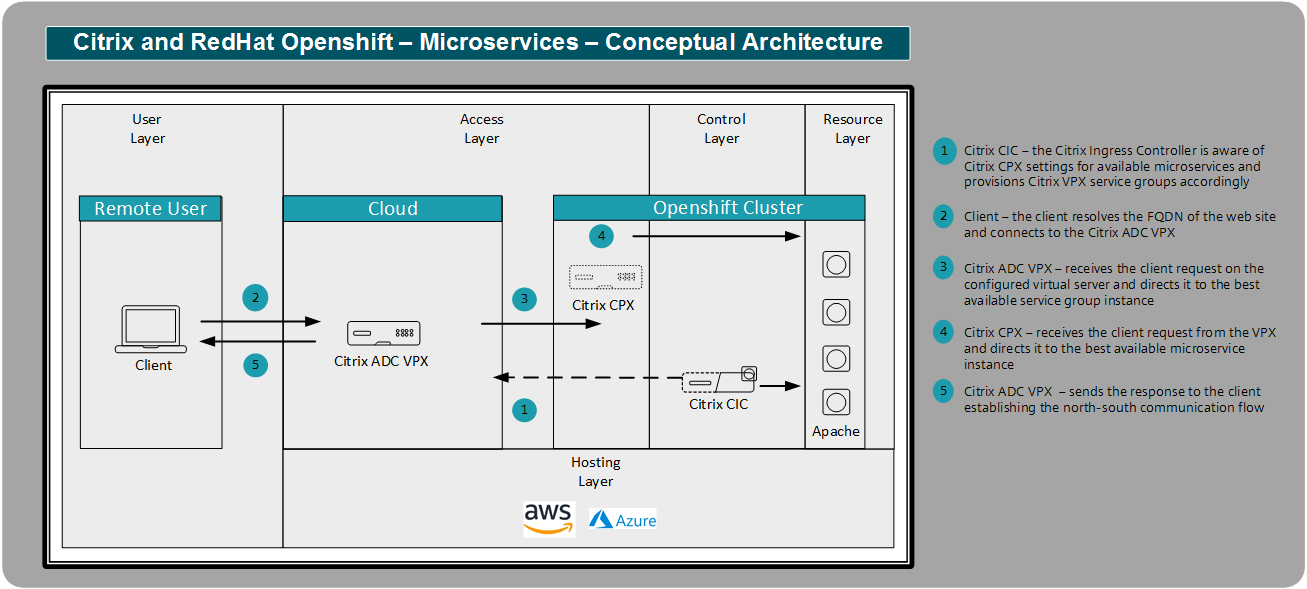 Citrix and RedHat Openshift – Microservices – Conceptual Architecture
User
Layer
Access
Layer
Control
Layer
Resource
Layer
Remote User
Cloud
Openshift Cluster
4
Citrix CPX
2
3
Client
5
Citrix ADC VPX
1
Citrix CIC
Apache
Hosting
Layer
aws
Azure
1 Citrix CIC – the Citrix Ingress Controller is aware of
Citrix CPX settings for available microservices and
provisions Citrix VPX service groups accordingly
2 Client – the client resolves the FQDN of the web site
and connects to the Citrix ADC VPX
3 Citrix ADC VPX – receives the client request on the
configured virtual server and directs it to the best
available service group instance
4 Citrix CPX – receives the client request from the VPX
and directs it to the best available microservice
instance
5 Citrix ADC VPX – sends the response to the client
establishing the north-south communication flow